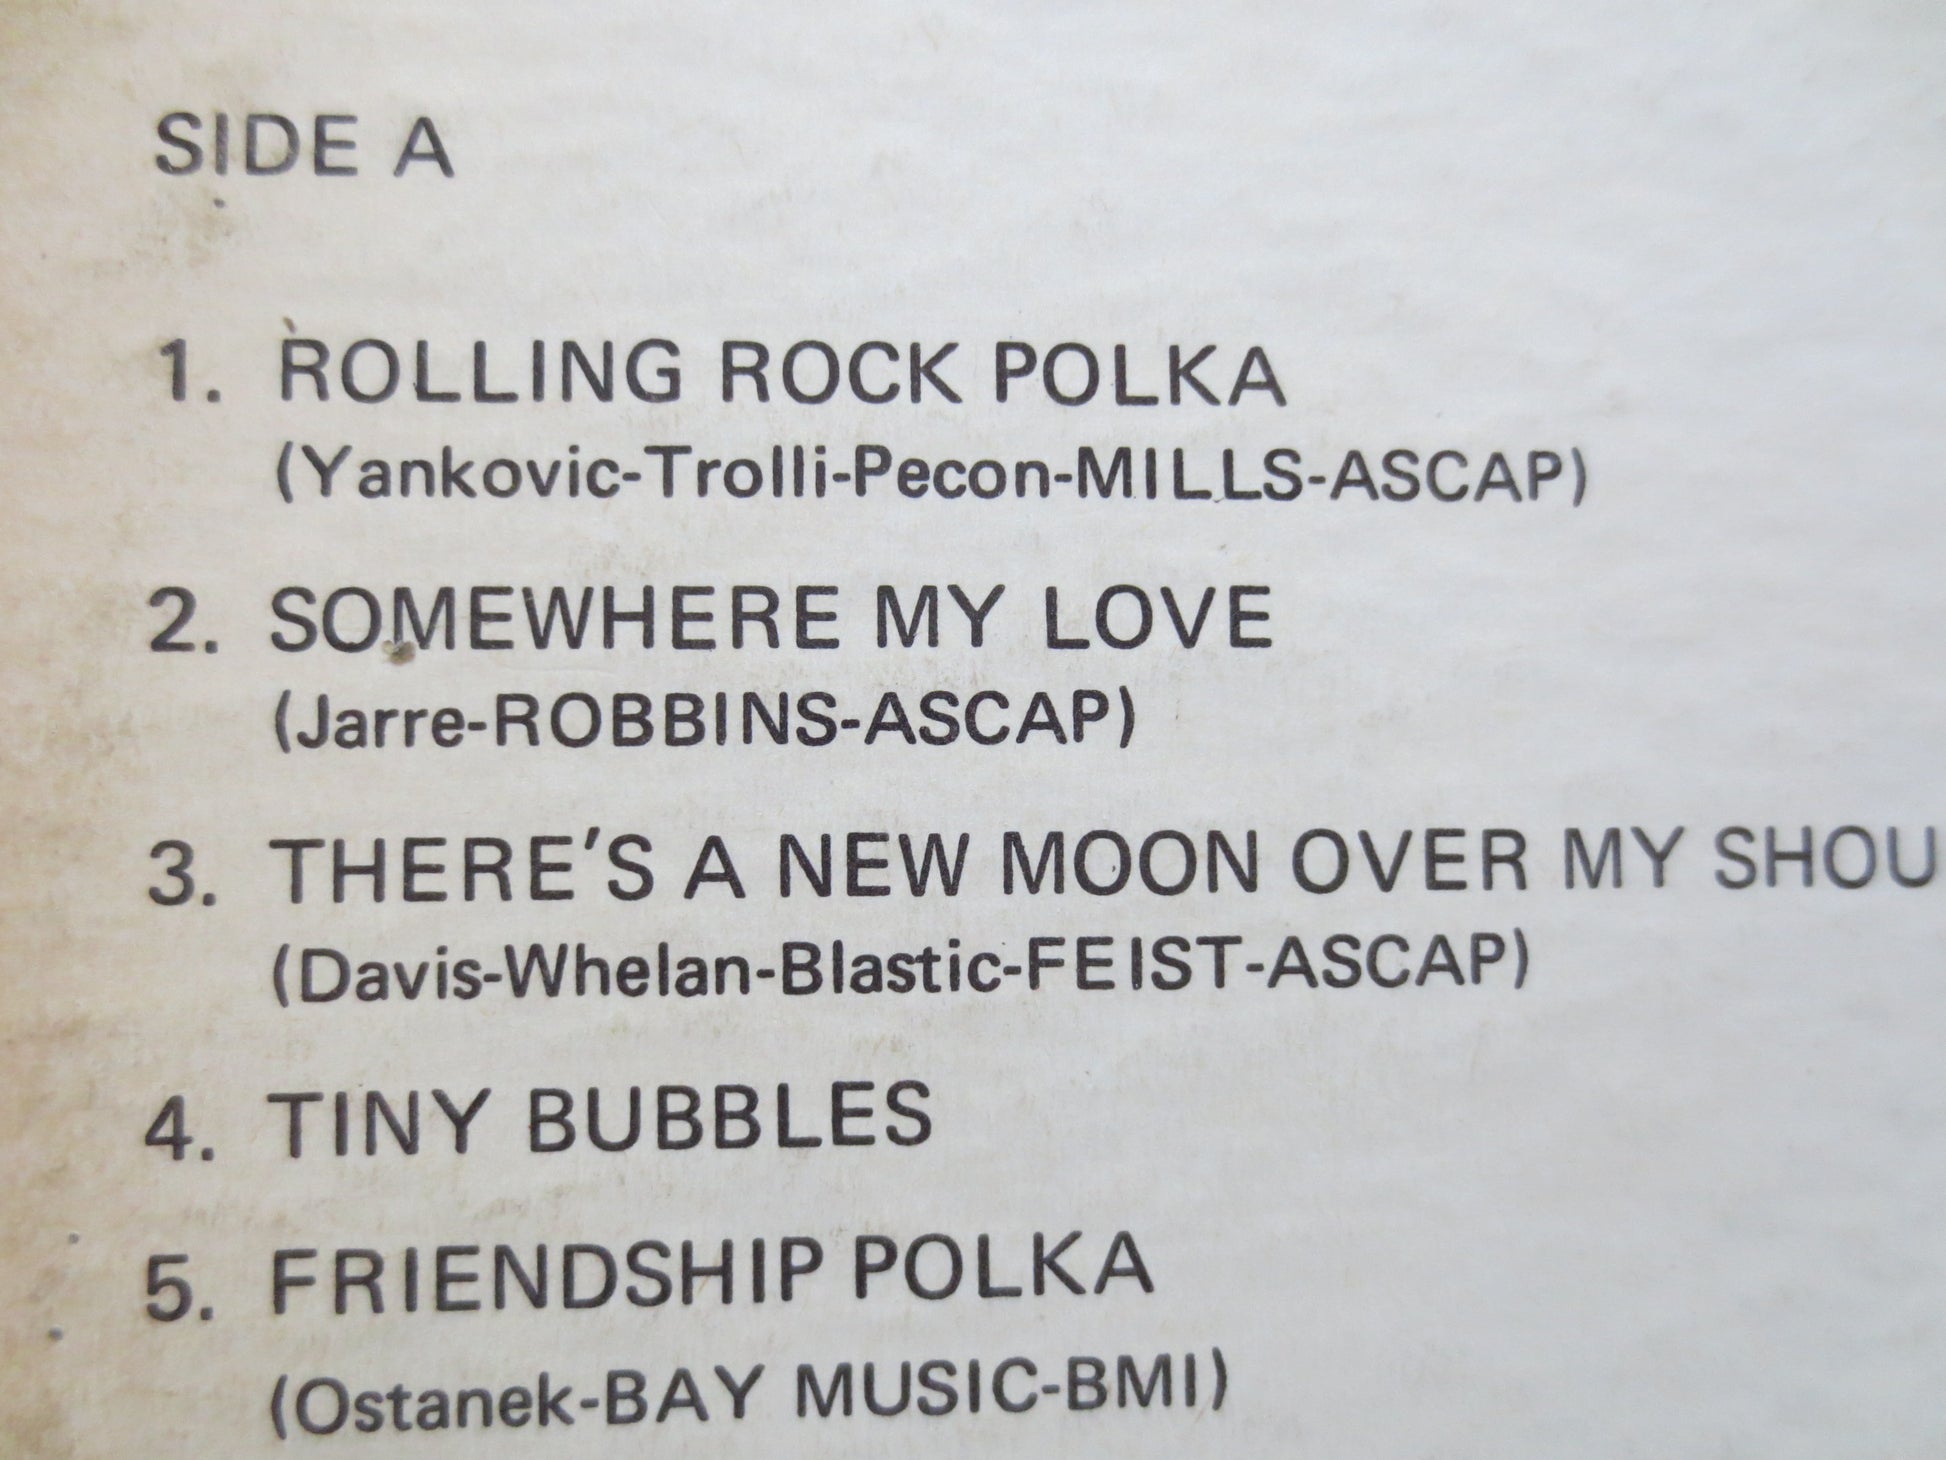 SIDE A
1. ROLLING ROCK POLKA
(Yankovic-Trolli-Pecon-MILLS-ASCAP)
2. SOMEWHERE MY LOVE
(Jarre-ROBBINS-ASCAP)
3. THERE'S A NEW MOON OVER MY SHOU
(Davis-Whelan-Blastic-FEIST-ASCAP)
4. TINY BUBBLES
5. FRIENDSHIP POLKA
(Ostanek-BAY MUSIC-BMI)